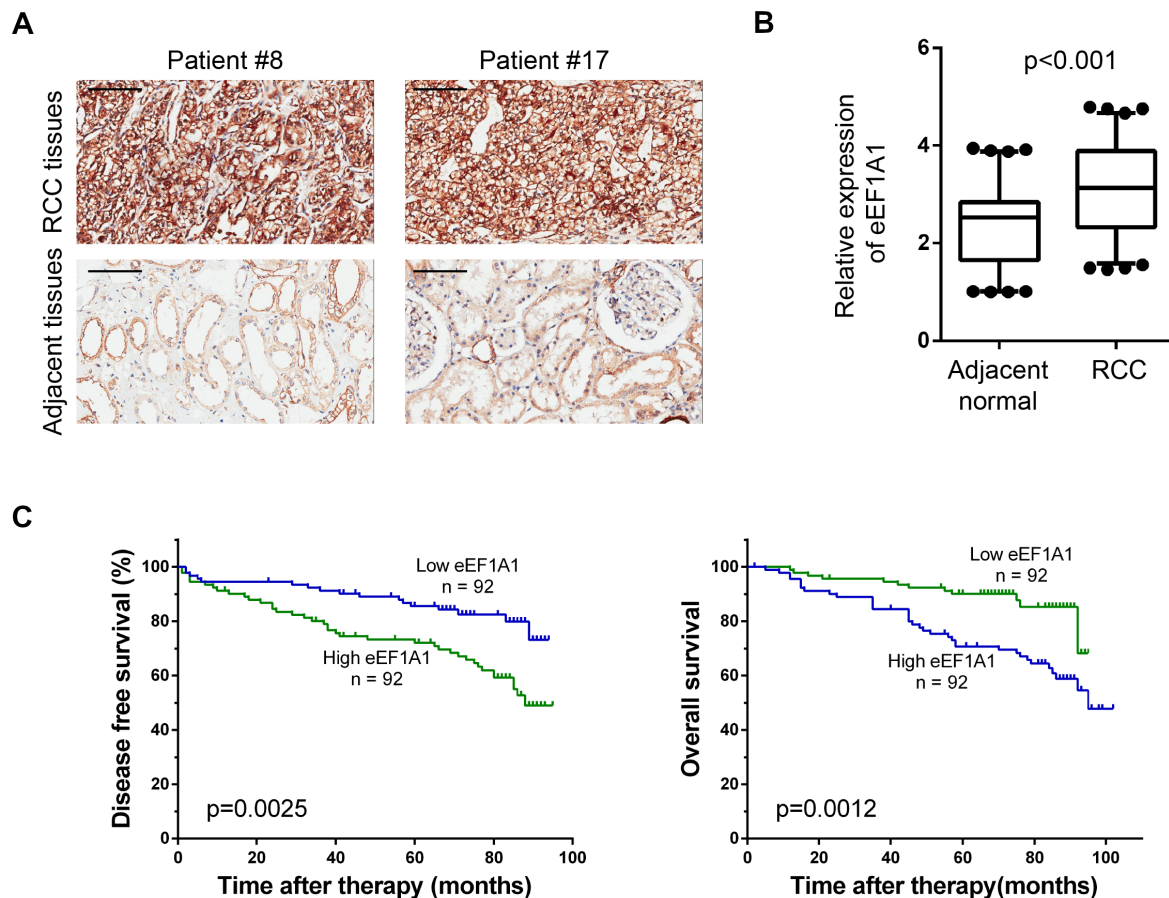 A
Patient #8
Patient #17
RCC tissues
Adjacent tissues
B
Relative expression
of eEF1A1
6
4
2
0
p<0.001
Adjacent
normal
RCC
C
Disease free survival (%)
100
80
60
40
20
0
Low eEF1A1
n = 92
High eEF1A1
n = 92
p=0.0025
0 20 40 60 80 100
Time after therapy (months)
Overall survival
100
80
60
40
20
0
Low eEF1A1
n = 92
High eEF1A1
n = 92
p=0.0012
0 20 40 60 80 100
Time after therapy(months)